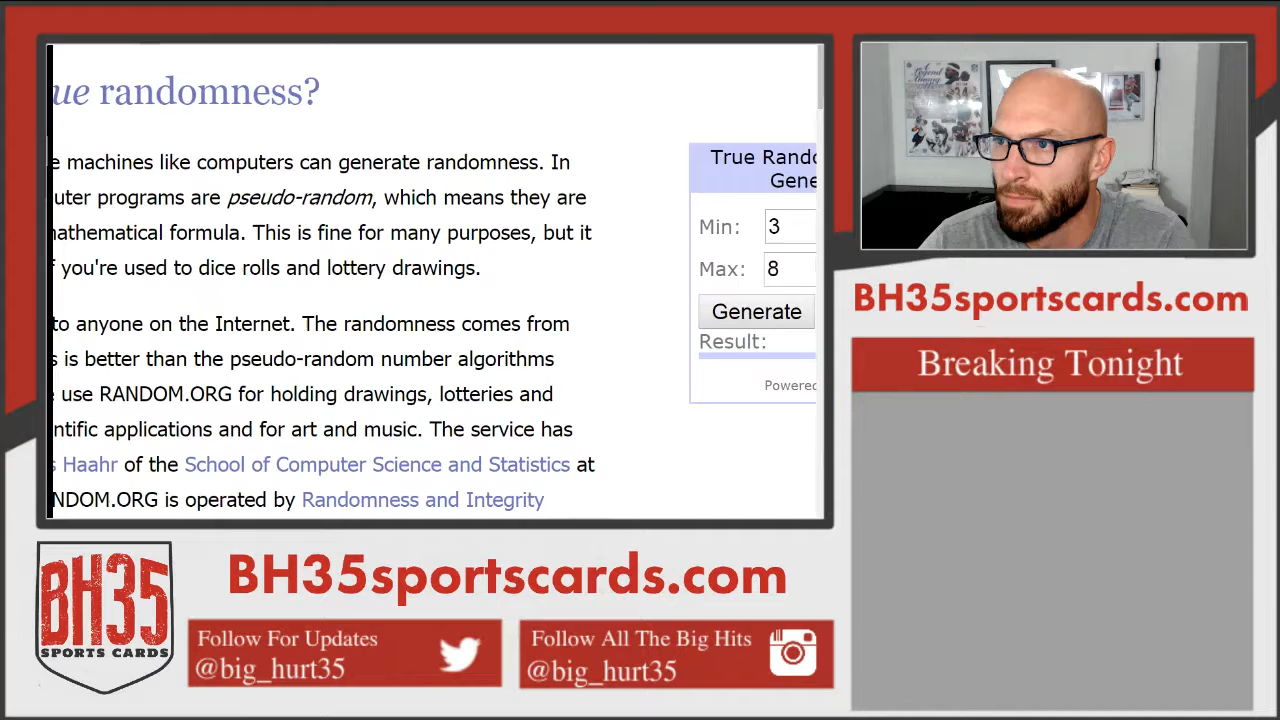 ue randomness?
e machines like computers can generate randomness. In
uter programs are pseudo-random, which means they are
nathematical formula. This is fine for many purposes, but it
f you're used to dice rolls and lottery drawings.
to anyone on the Internet. The randomness comes from
s is better than the pseudo-random number algorithms
use RANDOM.ORG for holding drawings, lotteries and
ntific applications and for art and music. The service has
s Haahr of the School of Computer Science and Statistics at
NDOM.ORG is operated by Randomness and Integrity
True Rando
Gene
Min: 3
Max: 8
Generate
Result:
Powered
BH35sportscards.com
Breaking Tonight
BH35
SPORTS CARDS
BH35sportscards.com
Follow For Updates
@big_hurt35
Follow All The Big Hits
@big_hurt35